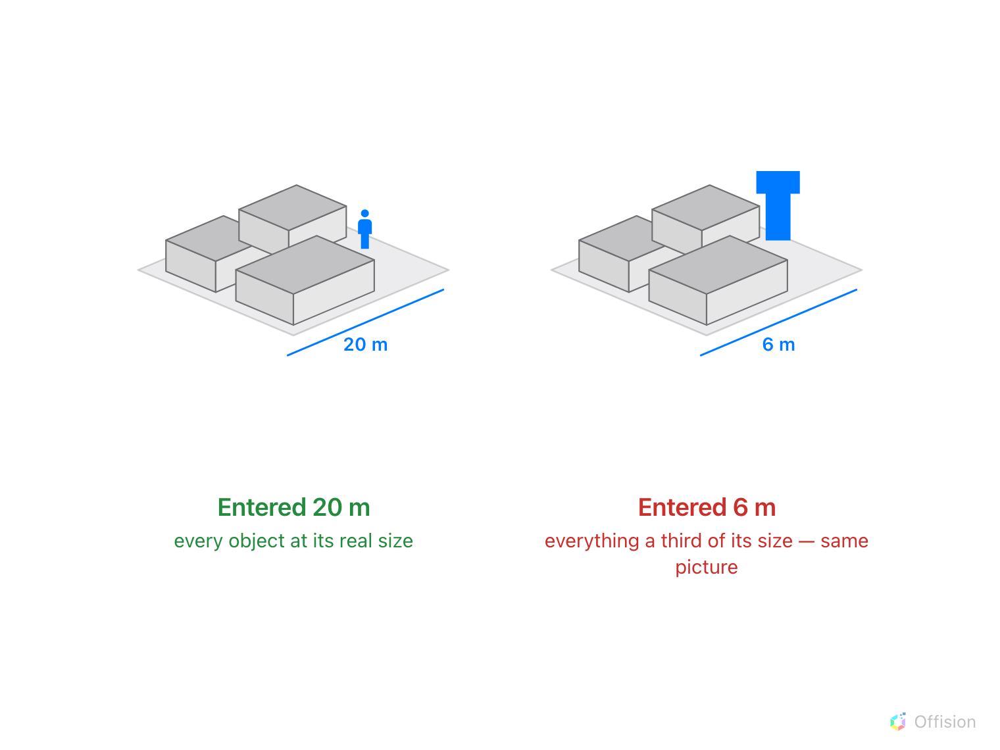 20 m
6 m
Entered 20 m
every object at its real size
Entered 6 m
everything a third of its size — same
picture
Offision